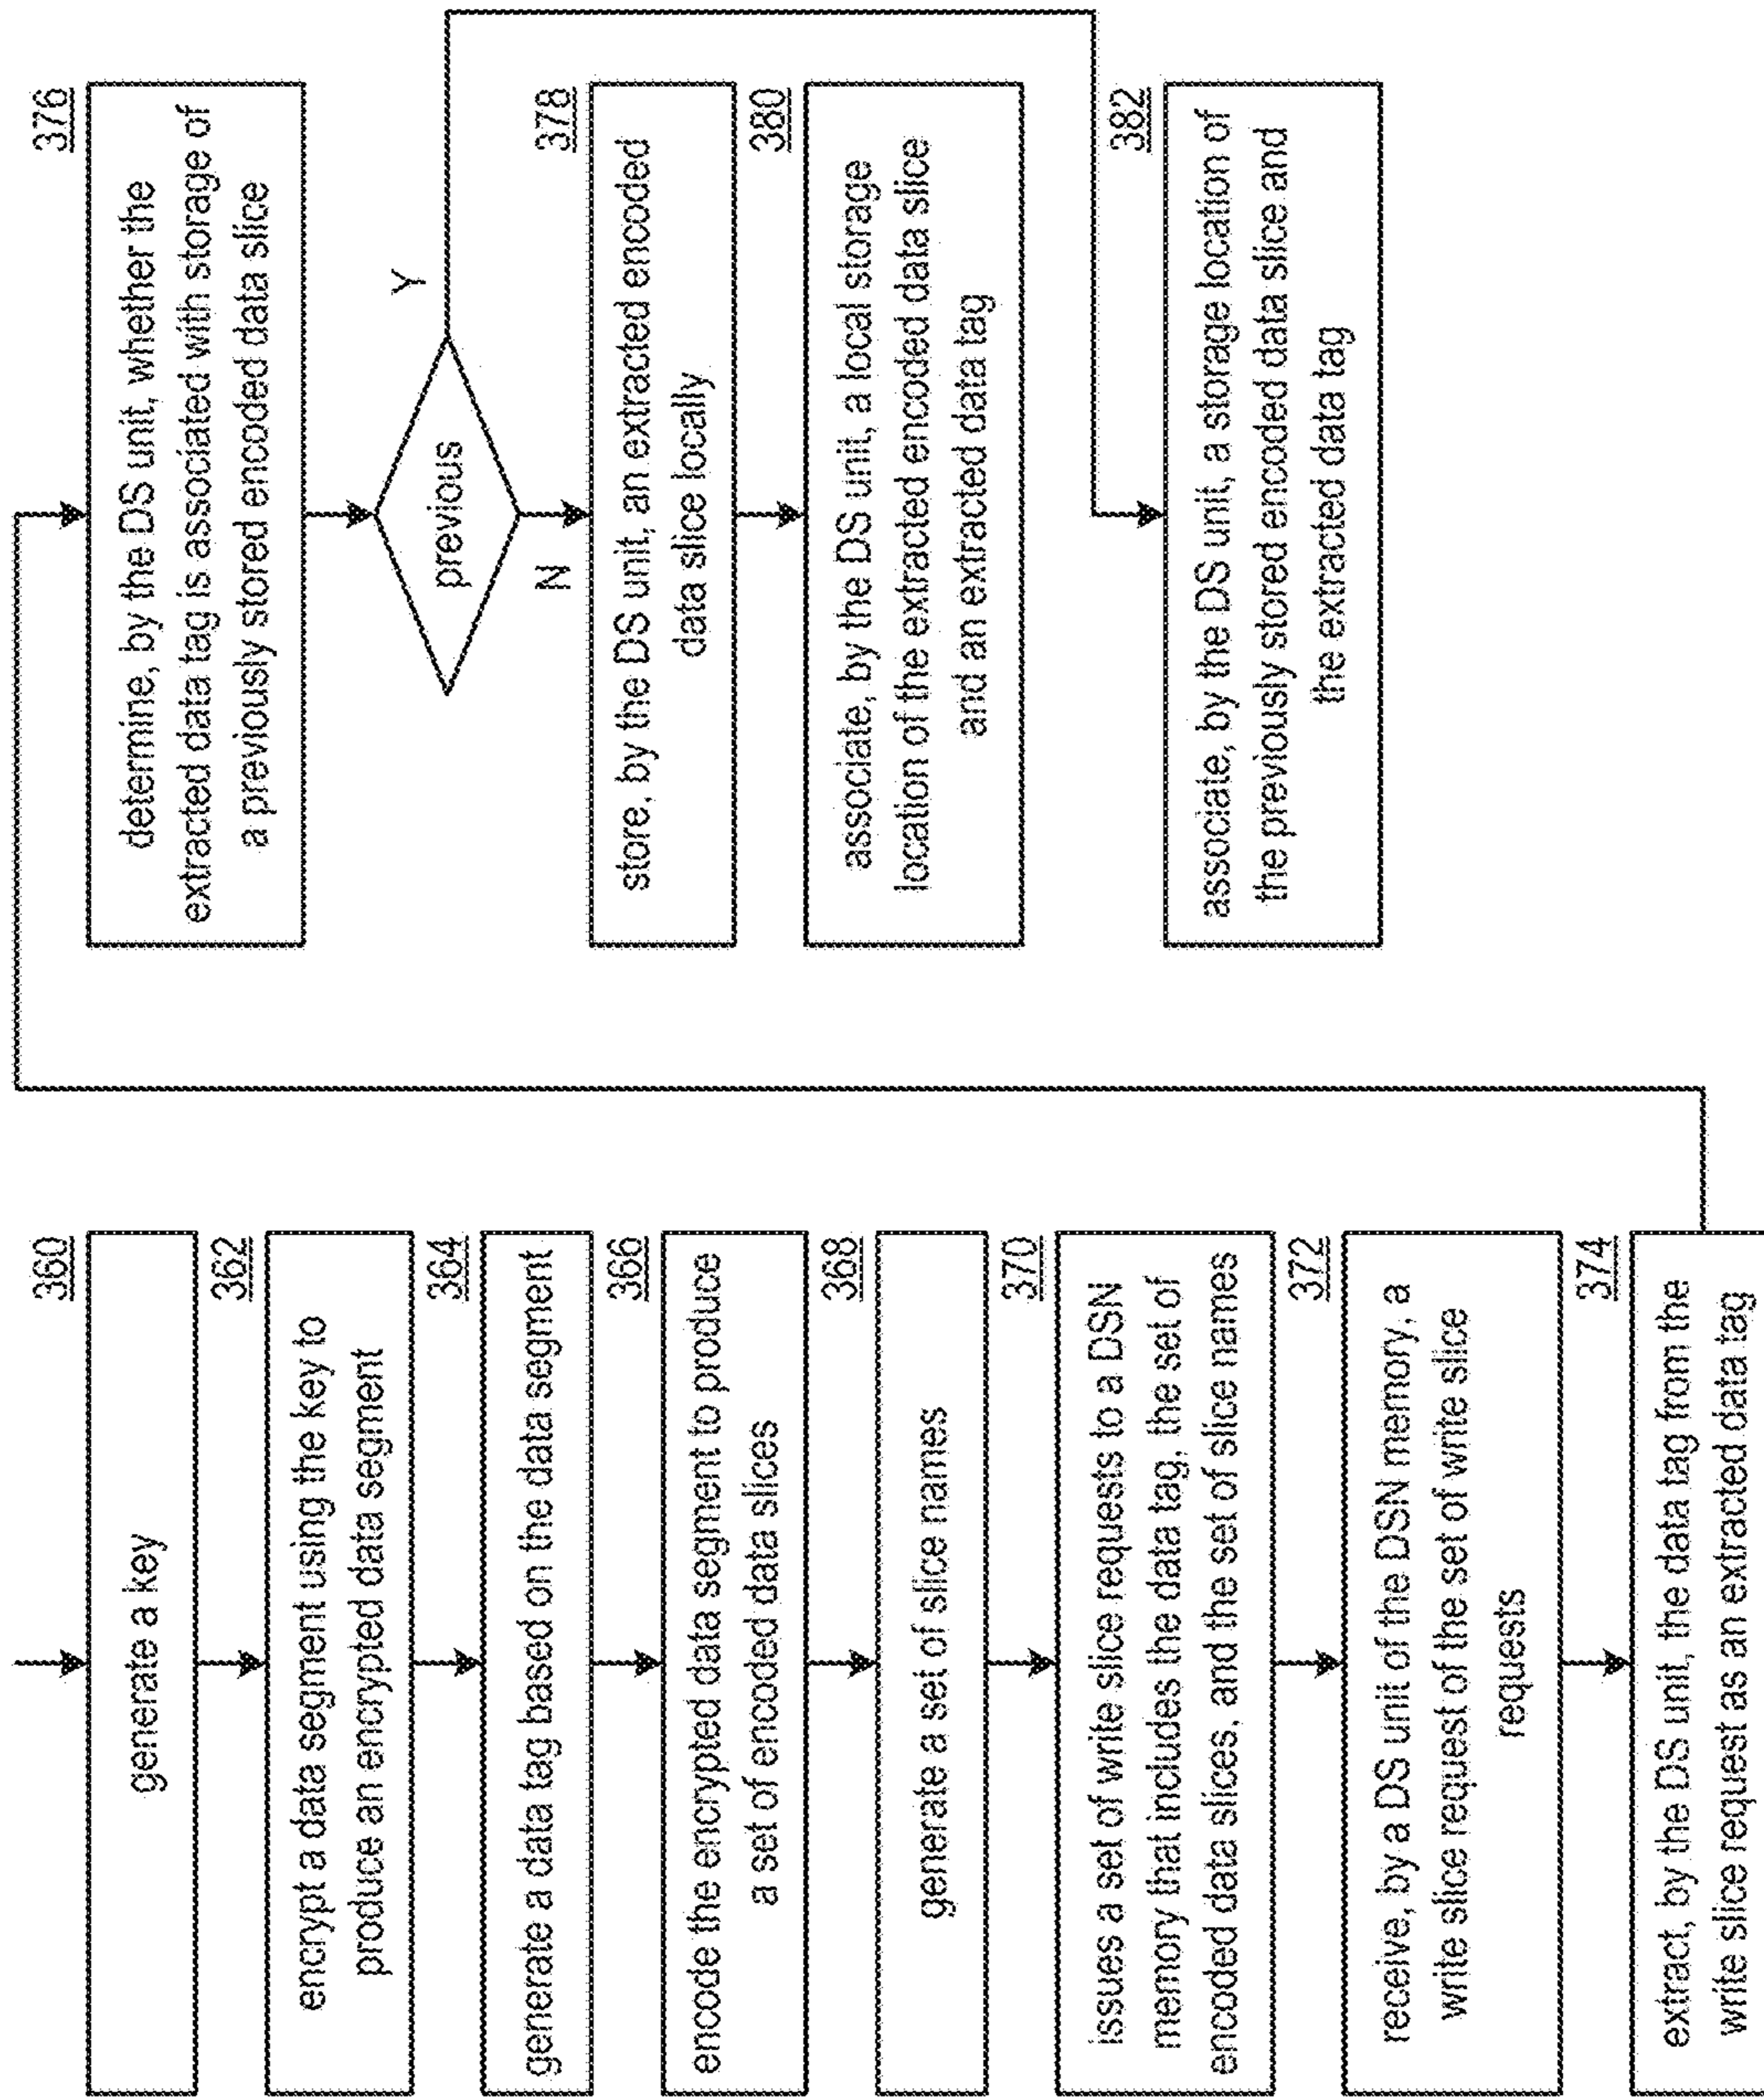 360
generate a key
362
encrypt a data segment using the key to
produce an encrypted data segment
364
generate a data tag based on the data segment
366
encode the encrypted data segment to produce
a set of encoded data slices
368
generate a set of slice names
370
issues a set of write slice requests to a DSN
memory that includes the data tag, the set of
encoded data slices, and the set of slice names
372
receive, by a DS unit of the DSN memory, a
write slice request of the set of write slice
requests
374
extract, by the DS unit, the data tag from the
write slice request as an extracted data tag
376
determine, by the DS unit, whether the
extracted data tag is associated with storage of
a previously stored encoded data slice
previous
Y
N
378
store, by the DS unit, an extracted encoded
data slice locally
380
associate, by the DS unit, a local storage
location of the extracted encoded data slice
and an extracted data tag
382
associate, by the DS unit, a storage location of
the previously stored encoded data slice and
the extracted data tag